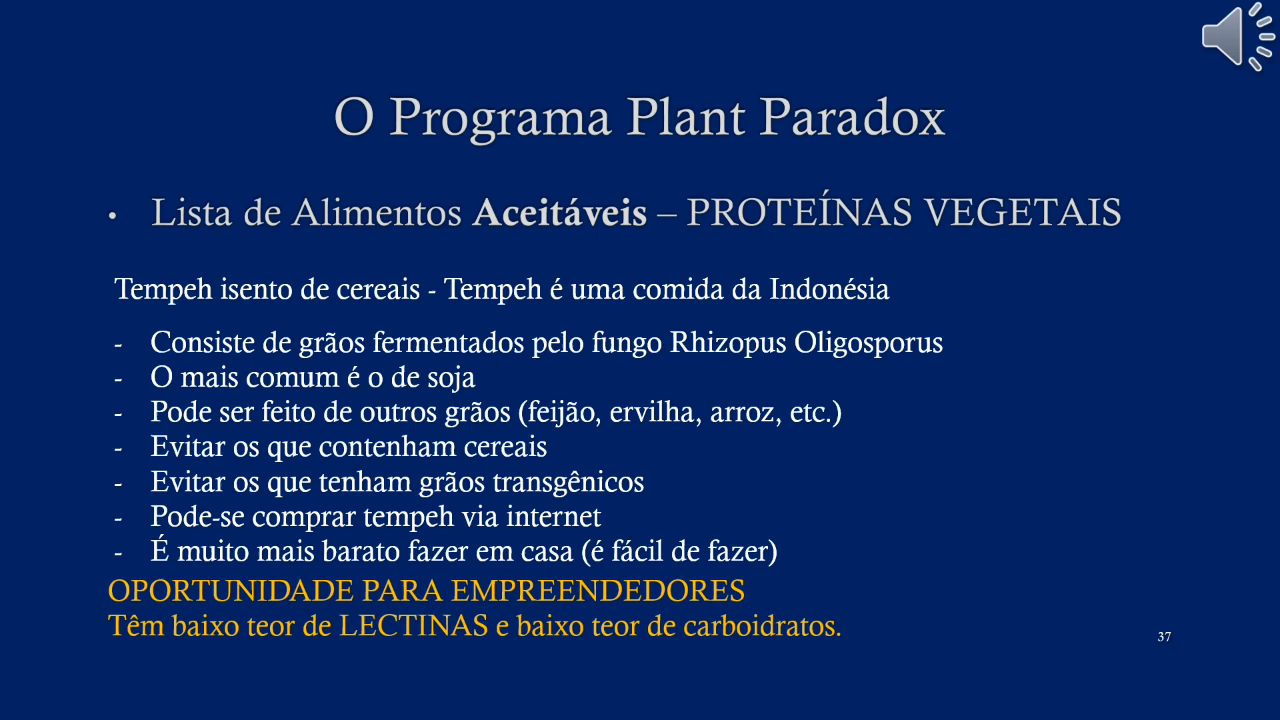 O Programa Plant Paradox
• Lista de Alimentos Aceitáveis – PROTEÍNAS VEGETAIS
Tempeh isento de cereais - Tempeh é uma comida da Indonésia
- Consiste de grãos fermentados pelo fungo Rhizopus Oligosporus
- O mais comum é o de soja
- Pode ser feito de outros grãos (feijão, ervilha, arroz, etc.)
- Evitar os que contenham cereais
- Evitar os que tenham grãos transgênicos
- Pode-se comprar tempeh via internet
- É muito mais barato fazer em casa (é fácil de fazer)
OPORTUNIDADE PARA EMPREENDEDORES
Têm baixo teor de LECTINAS e baixo teor de carboidratos.
37